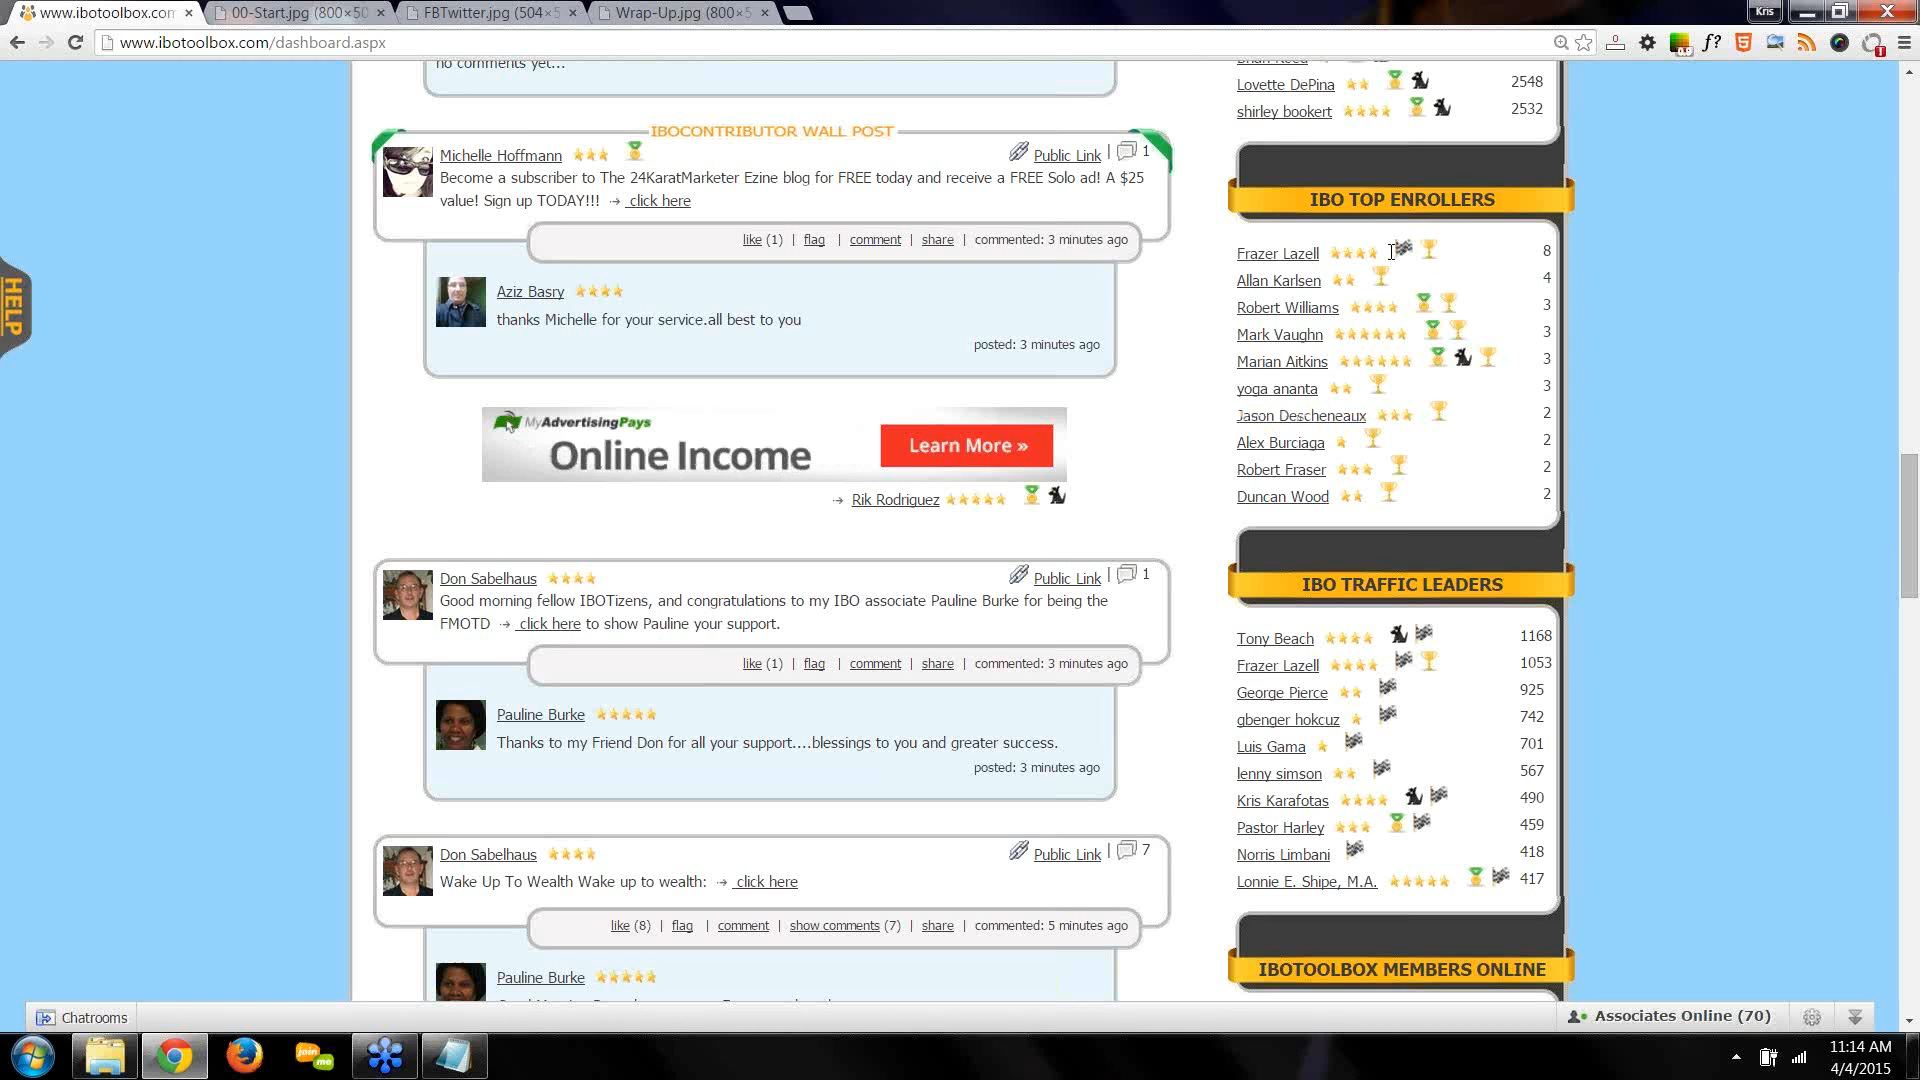 www.ibotoolbox.com/
00-Start.jpg (800×50
FBTwitter.jpg (504×5
Wrap-Up.jpg (800×5
Kris
www.ibotoolbox.com/dashboard.aspx
no comments yet...
IBOCONTRIBUTOR WALL POST
Michelle Hoffmann
Public Link | 1
Become a subscriber to The 24KaratMarketer Ezine blog for FREE today and receive a FREE Solo ad! A $25
value! Sign up TODAY!!! → click here
like (1) | flag | comment | share | commented: 3 minutes ago
Aziz Basry
thanks Michelle for your service.all best to you
posted: 3 minutes ago
MyAdvertisingPays
Online Income
Learn More »
→ Rik Rodriguez
Don Sabelhaus
Public Link | 1
Good morning fellow IBOTizens, and congratulations to my IBO associate Pauline Burke for being the
FMOTD → click here to show Pauline your support.
like (1) | flag | comment | share | commented: 3 minutes ago
Pauline Burke
Thanks to my Friend Don for all your support....blessings to you and greater success.
posted: 3 minutes ago
Don Sabelhaus
Public Link | 7
Wake Up To Wealth Wake up to wealth: → click here
like (8) | flag | comment | show comments (7) | share | commented: 5 minutes ago
Pauline Burke
Lovette DePina 2548
shirley bookert 2532
IBO TOP ENROLLERS
Frazer Lazell 8
Allan Karlsen 4
Robert Williams 3
Mark Vaughn 3
Marian Aitkins 3
yoga ananta 3
Jason Descheneaux 2
Alex Burciaga 2
Robert Fraser 2
Duncan Wood 2
IBO TRAFFIC LEADERS
Tony Beach 1168
Frazer Lazell 1053
George Pierce 925
gbenger hokcuz 742
Luis Gama 701
lenny simson 567
Kris Karafotas 490
Pastor Harley 459
Norris Limbani 418
Lonnie E. Shipe, M.A. 417
IBOTOOLBOX MEMBERS ONLINE
HELP
Chatrooms
Associates Online (70)
join me
11:14 AM
4/4/2015